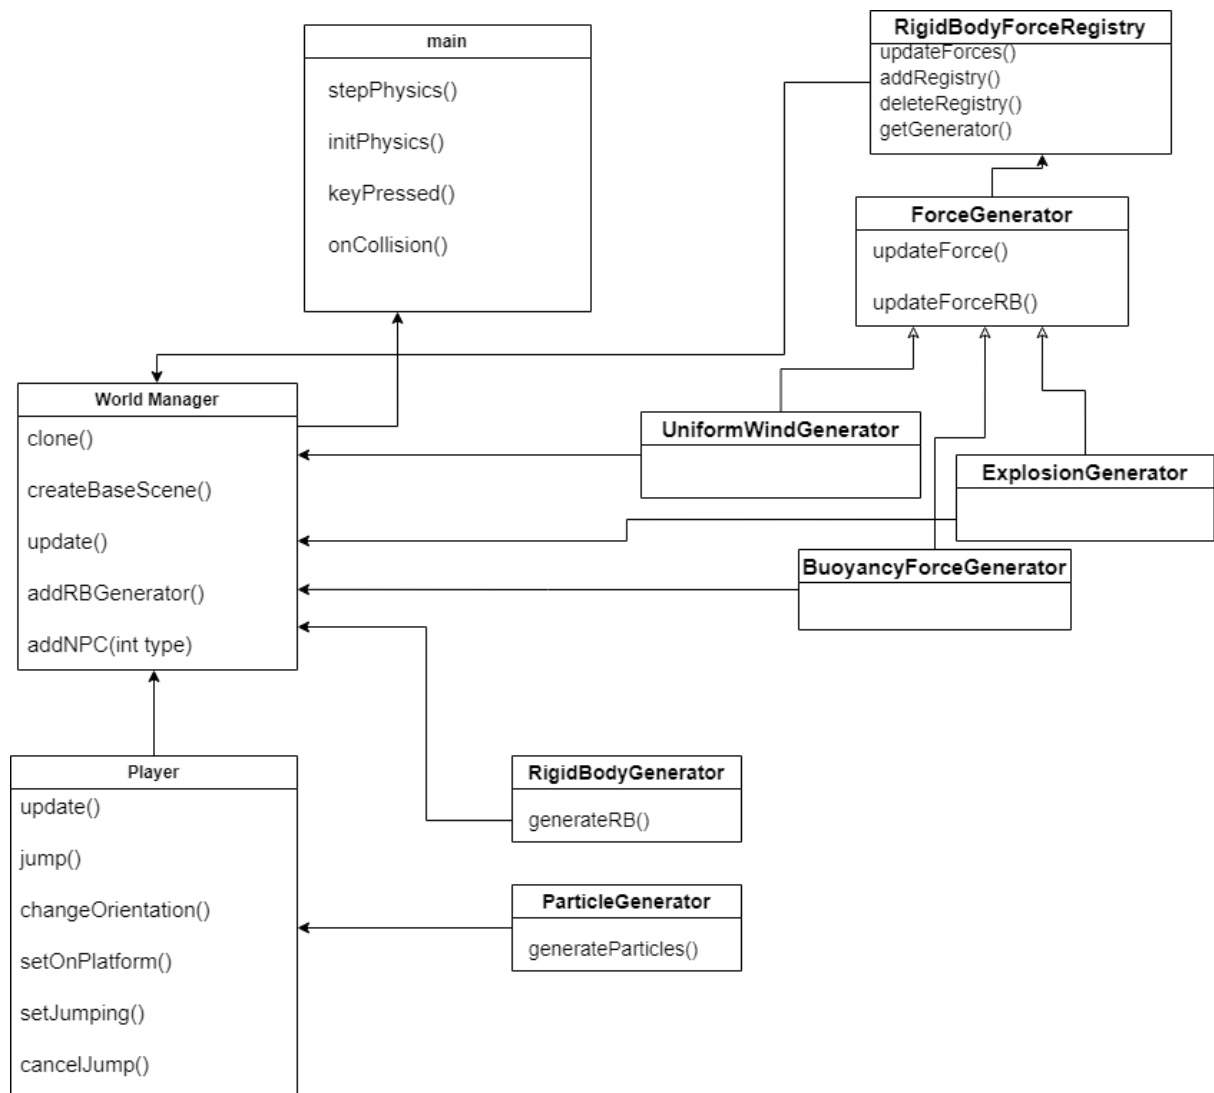 main
stepPhysics()
initPhysics()
keyPressed()
onCollision()
RigidBodyForceRegistry
updateForces()
addRegistry()
deleteRegistry()
getGenerator()
ForceGenerator
updateForce()
updateForceRB()
World Manager
clone()
createBaseScene()
update()
addRBGenerator()
addNPC(int type)
UniformWindGenerator
ExplosionGenerator
BuoyancyForceGenerator
Player
update()
jump()
changeOrientation()
setOnPlatform()
setJumping()
cancelJump()
RigidBodyGenerator
generateRB()
ParticleGenerator
generateParticles()